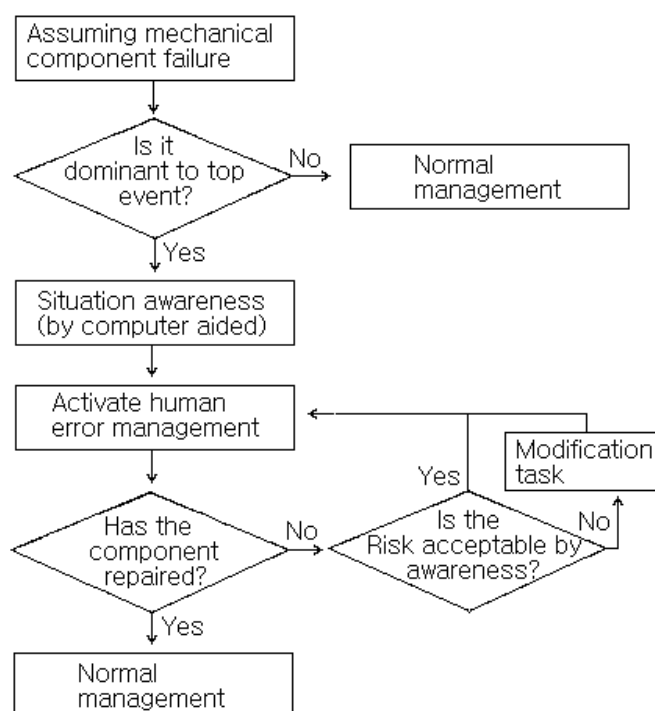 Assuming mechanical
component failure
Is it
dominant to top
event?
No
Normal
management
Yes
Situation awareness
(by computer aided)
Activate human
error management
Modification
task
Yes
Has the
component
repaired?
No
Is the
Risk acceptable by
awareness?
No
Yes
Normal
management